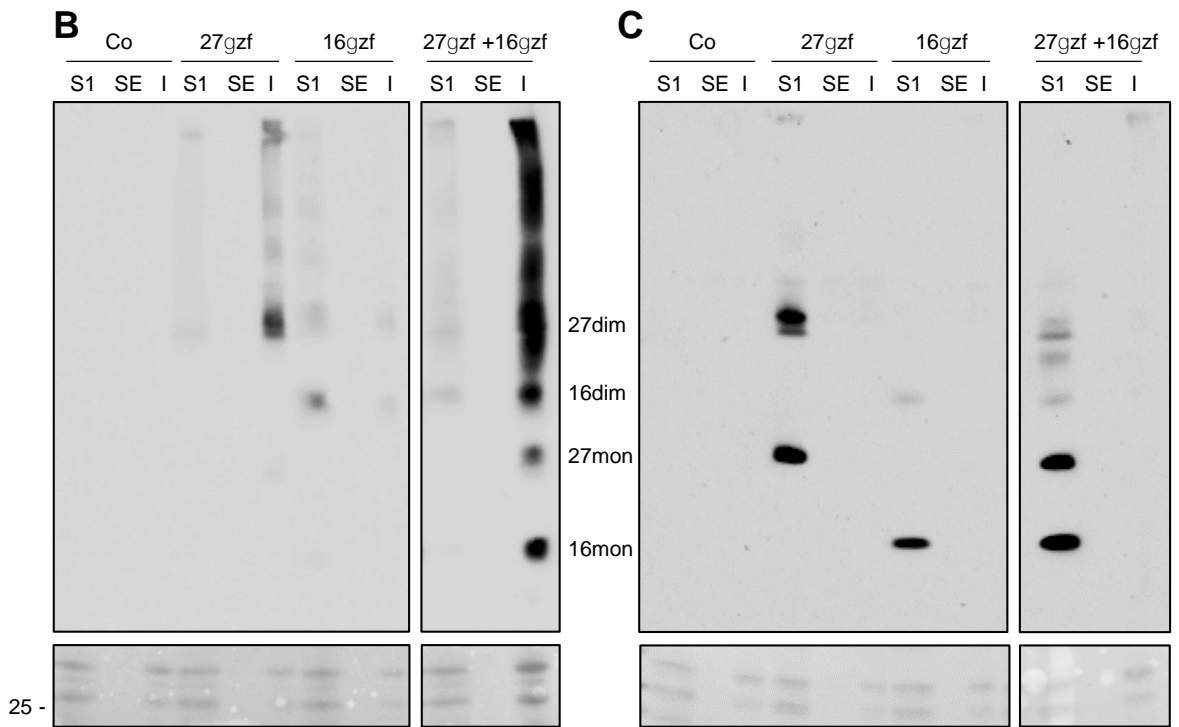 B
Co 27gzf 16gzf 27gzf +16gzf
S1 SE I S1 SE I S1 SE I S1 SE I
C
Co 27gzf 16gzf 27gzf +16gzf
S1 SE I S1 SE I S1 SE I S1 SE I
27dim
16dim
27mon
16mon
25 -